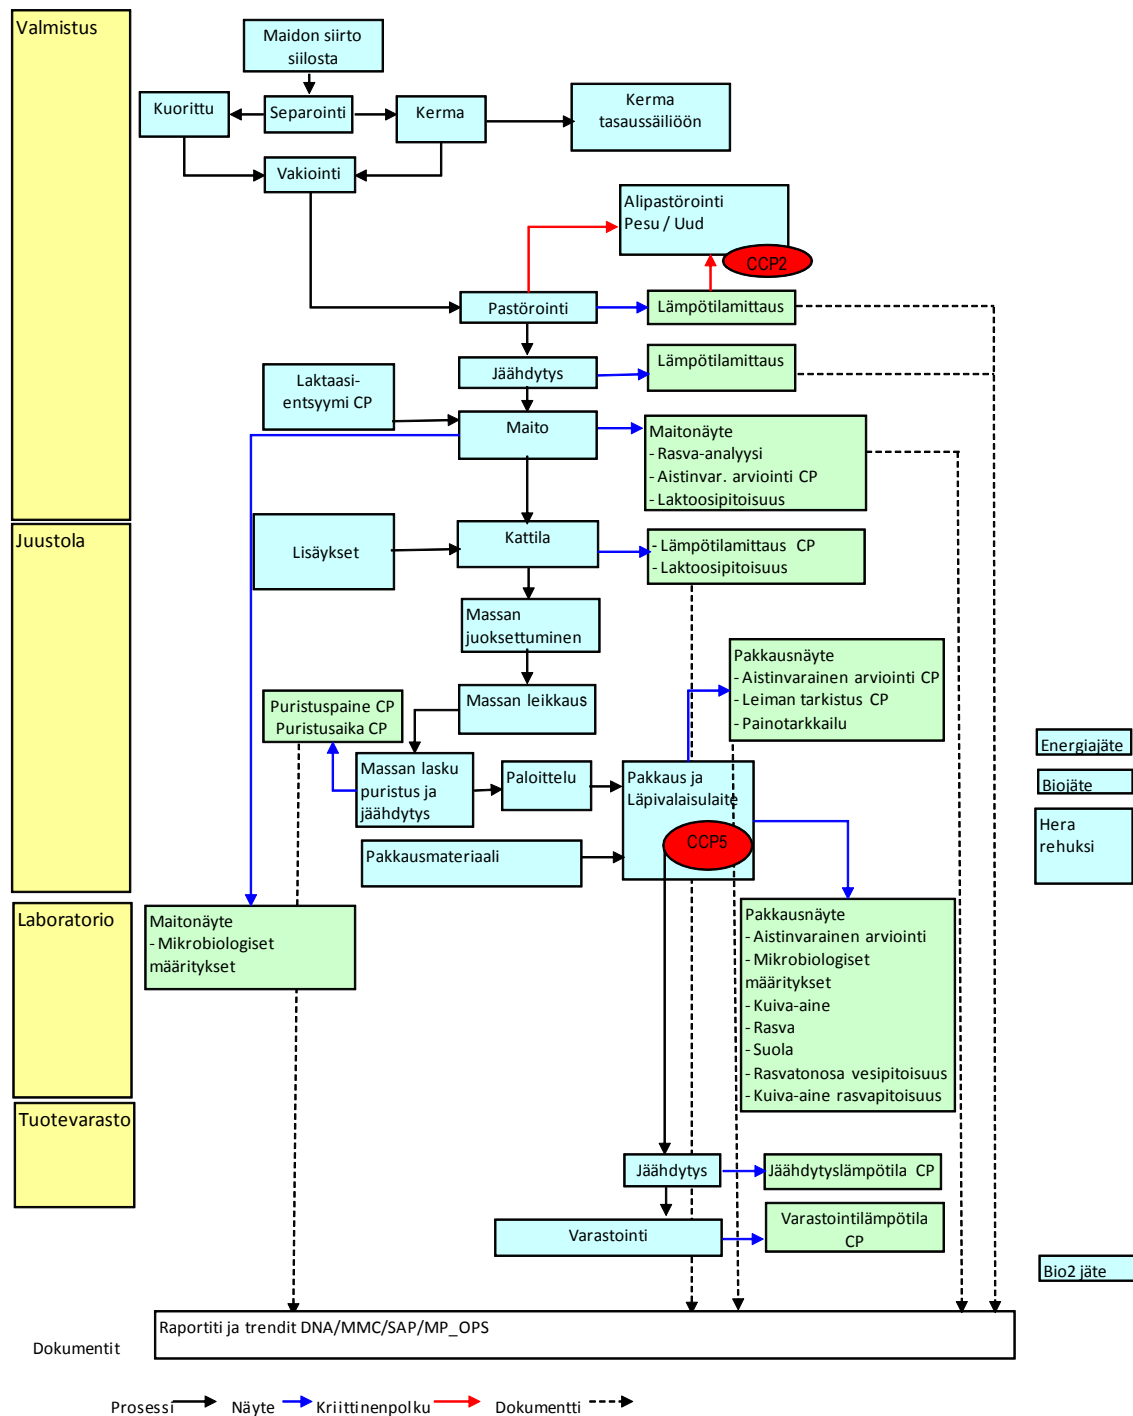 Valmistus
Maidon siirto
siilosta
Kuorittu
Separointi
Kerma
Kerma
tasaussäiliöön
Vakiointi
Alipastörointi
Pesu / Uud
CCP2
Pastörointi
Lämpötilamittaus
Jäähdytys
Lämpötilamittaus
Laktaasi-
entsyymi CP
Maito
Maitonäyte
- Rasva-analyysi
- Aistinvar. arviointi CP
- Laktoosipitoisuus
Juustola
Lisäykset
Kattila
- Lämpötilamittaus CP
- Laktoosipitoisuus
Massan
juoksettuminen
Pakkausnäyte
- Aistinvarainen arviointi CP
- Leiman tarkistus CP
- Painotarkkailu
Massan leikkaus
Puristuspaine CP
Puristusaika CP
Massan lasku
puristus ja
jäähdytys
Paloittelu
Pakkaus ja
Läpivalaisulaite
CCP5
Pakkausmateriaali
Energiajäte
Biojäte
Hera
rehuksi
Laboratorio
Maitonäyte
- Mikrobiologiset
määritykset
Pakkausnäyte
- Aistinvarainen arviointi
- Mikrobiologiset
määritykset
- Kuiva-aine
- Rasva
- Suola
- Rasvatonosa vesipitoisuus
- Kuiva-aine rasvapitoisuus
Tuotevarasto
Jäähdytys
Jäähdytyslämpötila CP
Varastointi
Varastointilämpötila
CP
Bio2 jäte
Dokumentit
Raportiti ja trendit DNA/MMC/SAP/MP_OPS
Prosessi Näyte Kriittinenpolku Dokumentti